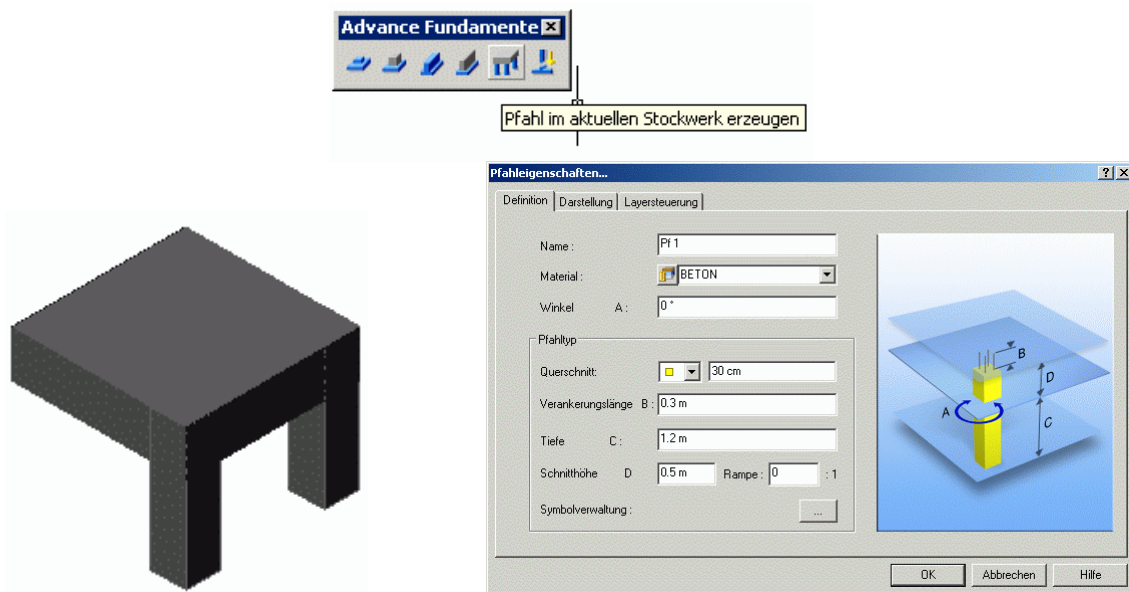 Advance Fundamente
Pfahl im aktuellen Stockwerk erzeugen
Pfahleigenschaften...
Definition Darstellung Layersteuerung
Name : Pf 1
Material : BETON
Winkel A : 0 °
Pfahltyp
Querschnitt: 30 cm
Verankerungslänge B : 0.3 m
Tiefe C : 1.2 m
Schnitthöhe D 0.5 m Rampe : 0 : 1
Symbolverwaltung : ...
B
D
A
C
OK Abbrechen Hilfe